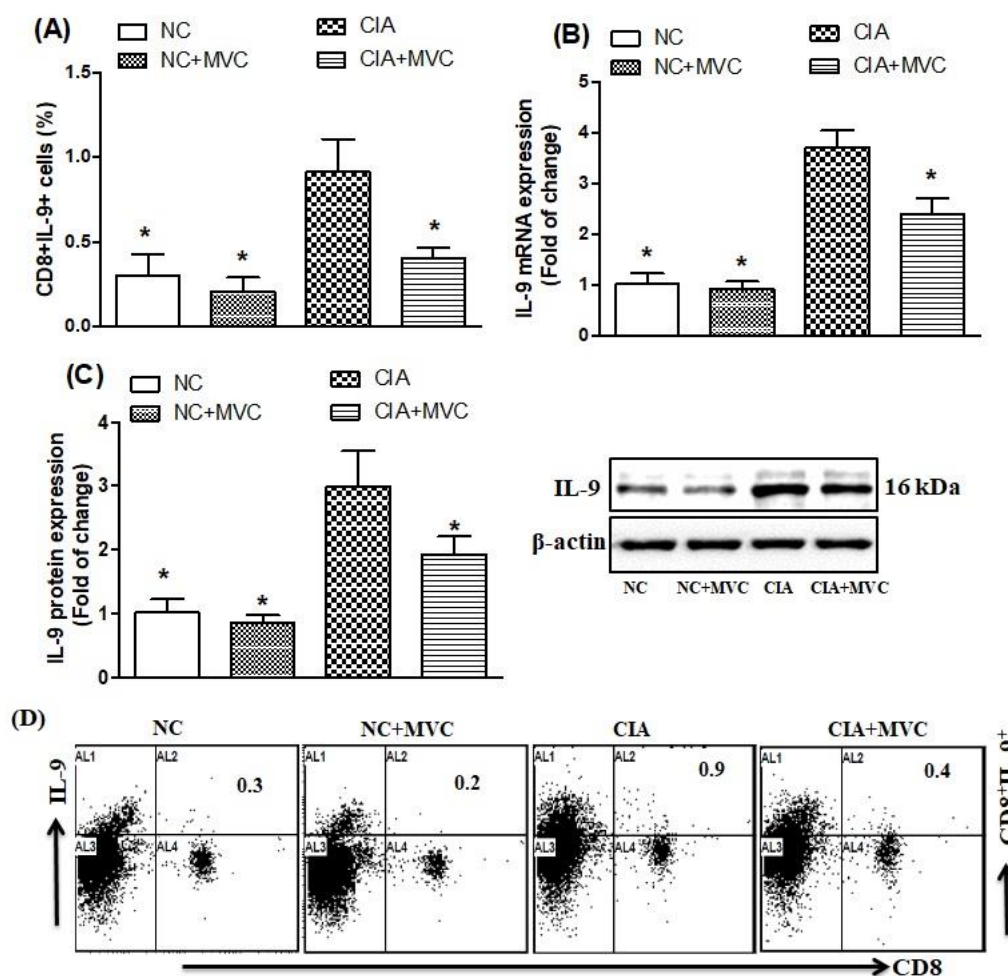 (A)
NC
CIA
NC+MVC
CIA+MVC
CD8+IL-9+ cells (%)
1.5
1.0
0.5
0.0
*
*
*
(B)
NC
CIA
NC+MVC
CIA+MVC
IL-9 mRNA expression
(Fold of change)
5
4
3
2
1
0
*
*
*
(C)
NC
CIA
NC+MVC
CIA+MVC
IL-9 protein expression
(Fold of change)
4
3
2
1
0
*
*
*
IL-9
16 kDa
β-actin
NC
NC+MVC
CIA
CIA+MVC
(D)
NC
NC+MVC
CIA
CIA+MVC
IL-9
AL1
AL2
0.3
AL3
AL4
AL1
AL2
0.2
AL3
AL4
AL1
AL2
0.9
AL3
AL4
AL1
AL2
0.4
AL3
AL4
CD8⁺IL-9⁺
CD8